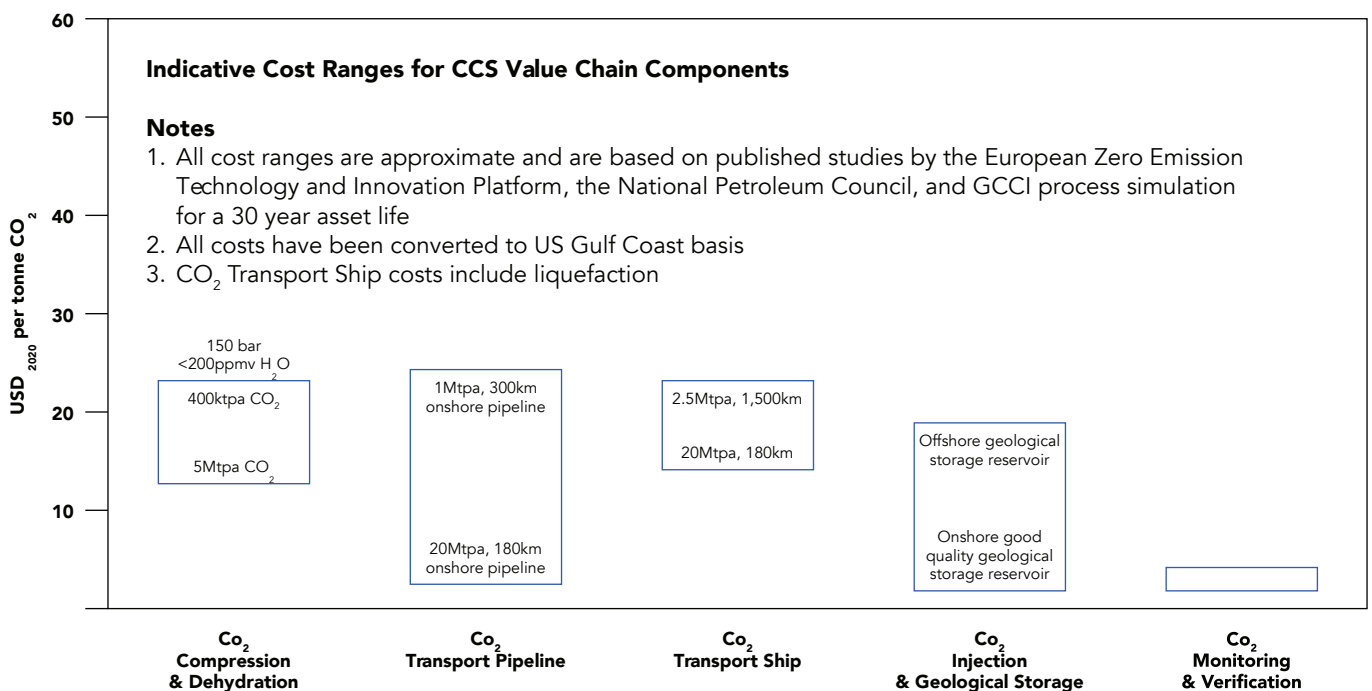 60
Indicative Cost Ranges for CCS Value Chain Components
Notes
50
1. All cost ranges are approximate and are based on published studies by the European Zero Emission
Technology and Innovation Platform, the National Petroleum Council, and GCCI process simulation
for a 30 year asset life
40
2. All costs have been converted to US Gulf Coast basis
3. CO₂ Transport Ship costs include liquefaction
30
20
10
USD ₂₀₂₀ per tonne CO₂
150 bar
<200ppmv H₂O
400ktpa CO₂
5Mtpa CO₂
1Mtpa, 300km
onshore pipeline
20Mtpa, 180km
onshore pipeline
2.5Mtpa, 1,500km
20Mtpa, 180km
Offshore geological
storage reservoir
Onshore good
quality geological
storage reservoir
Co₂
Compression
& Dehydration
Co₂
Transport Pipeline
Co₂
Transport Ship
Co₂
Injection
& Geological Storage
Co₂
Monitoring
& Verification